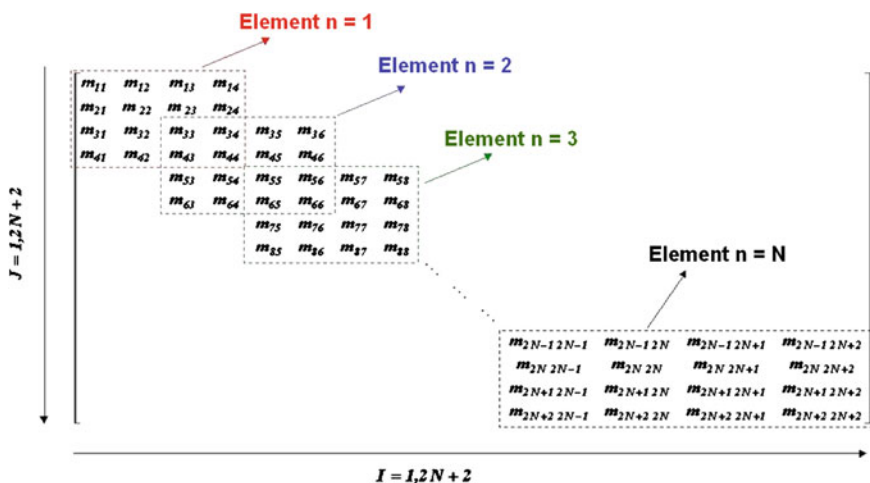 Element n = 1
Element n = 2
Element n = 3
Element n = N
m11 m12 m13 m14
m21 m22 m23 m24
m31 m32 m33 m34 m35 m36
m41 m42 m43 m44 m45 m46
m53 m54 m55 m56 m57 m58
m63 m64 m65 m66 m67 m68
m75 m76 m77 m78
m85 m86 m87 m88
m2N-1 2N-1 m2N-1 2N m2N-1 2N+1 m2N-1 2N+2
m2N 2N-1 m2N 2N m2N 2N+1 m2N 2N+2
m2N+1 2N-1 m2N+1 2N m2N+1 2N+1 m2N+1 2N+2
m2N+2 2N-1 m2N+2 2N m2N+2 2N+1 m2N+2 2N+2
J = 1,2N + 2
I = 1,2N + 2